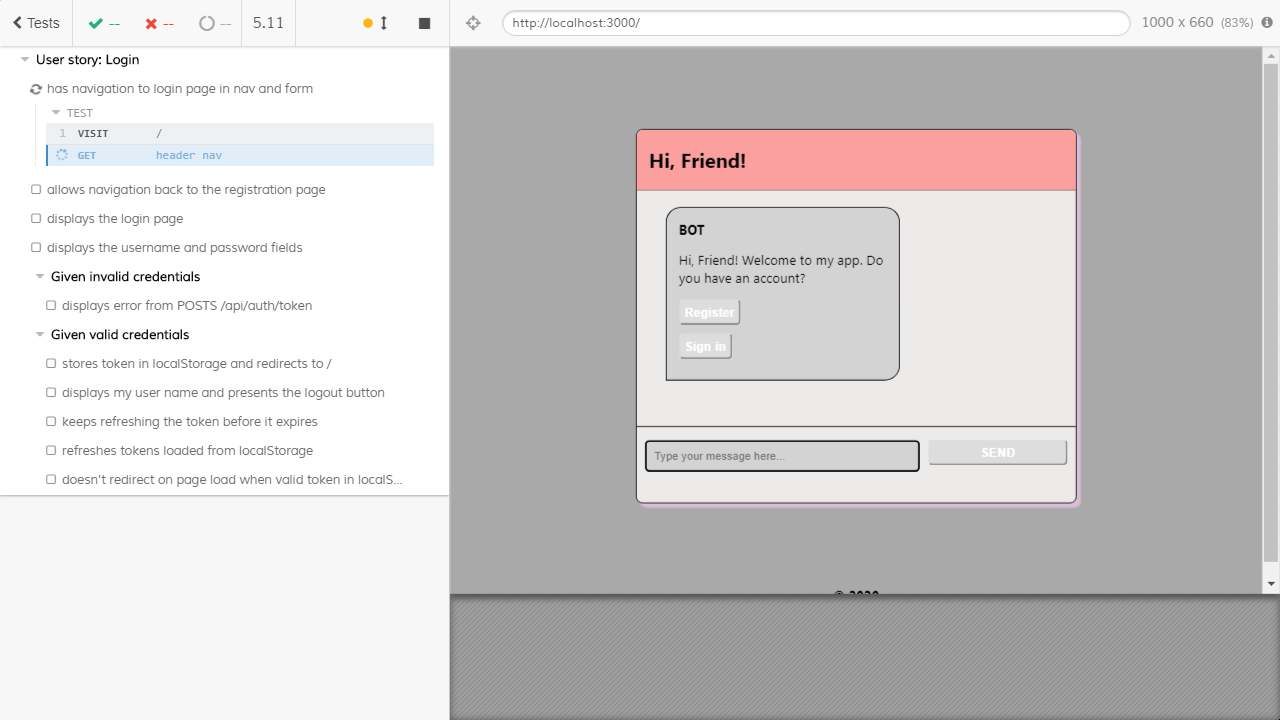 Tests
--
--
--
5.11
http://localhost:3000/
1000 x 660 (83%)
User story: Login
has navigation to login page in nav and form
TEST
1 VISIT /
GET header nav
allows navigation back to the registration page
displays the login page
displays the username and password fields
Given invalid credentials
displays error from POSTS /api/auth/token
Given valid credentials
stores token in localStorage and redirects to /
displays my user name and presents the logout button
keeps refreshing the token before it expires
refreshes tokens loaded from localStorage
doesn't redirect on page load when valid token in localS...
Hi, Friend!
BOT
Hi, Friend! Welcome to my app. Do
you have an account?
Register
Sign in
Type your message here...
SEND
© 2020